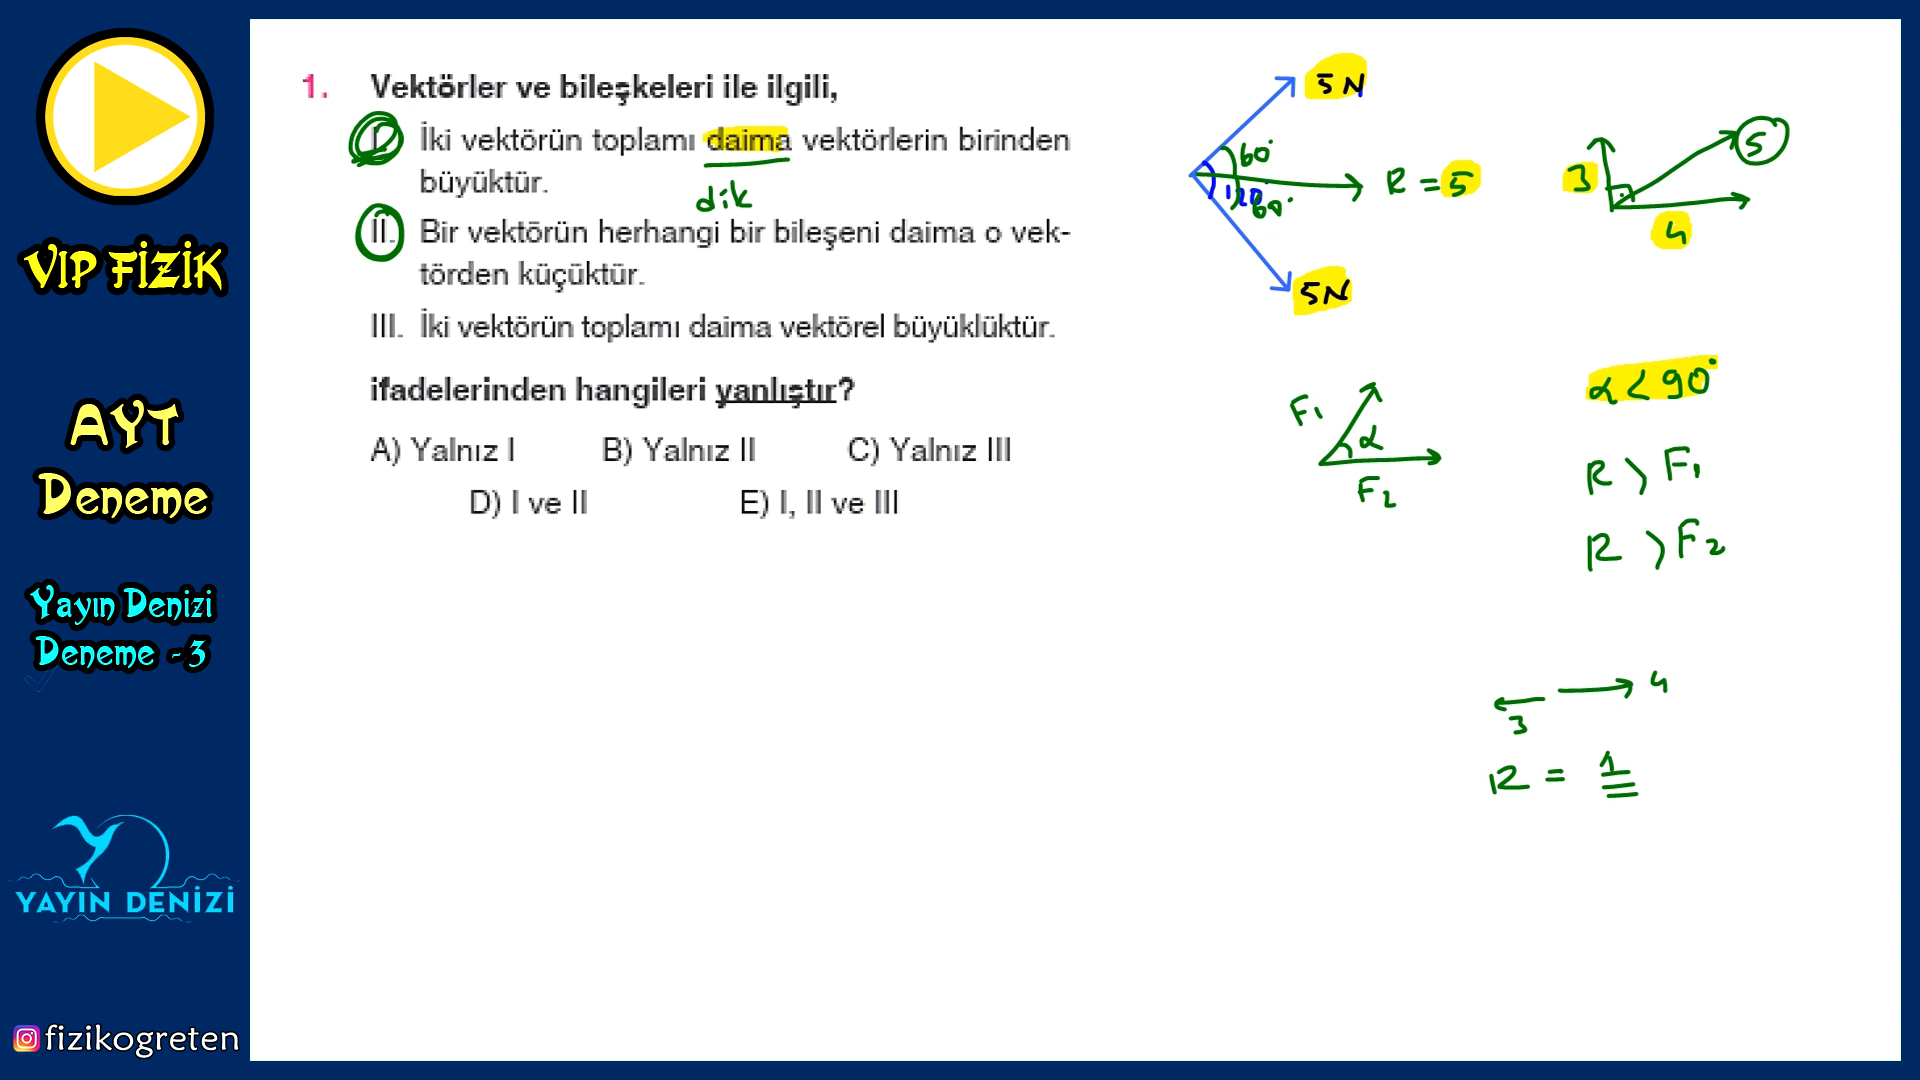 VIP FİZİK
AYT
Deneme
Yayın Denizi
Deneme - 3
YAYIN DENİZİ
fizikogreten
1. Vektörler ve bileşkeleri ile ilgili,
I. İki vektörün toplamı daima vektörlerin birinden
büyüktür.
dik
II. Bir vektörün herhangi bir bileşeni daima o vek-
törden küçüktür.
III. İki vektörün toplamı daima vektörel büyüklüktür.
ifadelerinden hangileri yanlıştır?
A) Yalnız I B) Yalnız II C) Yalnız III
D) I ve II E) I, II ve III
5N
60°
120°
60°
R = 5
5N
3
5
4
F₁
α
F₂
α < 90°
R > F₁
R > F₂
3
4
R = 1